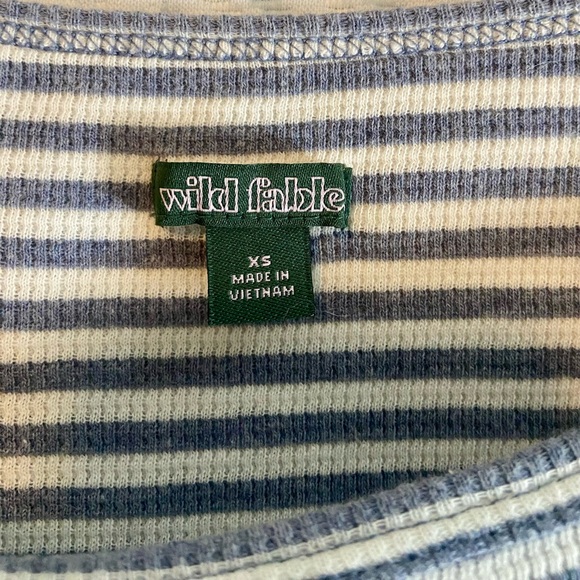 wild fable
XS
MADE IN
VIETNAM